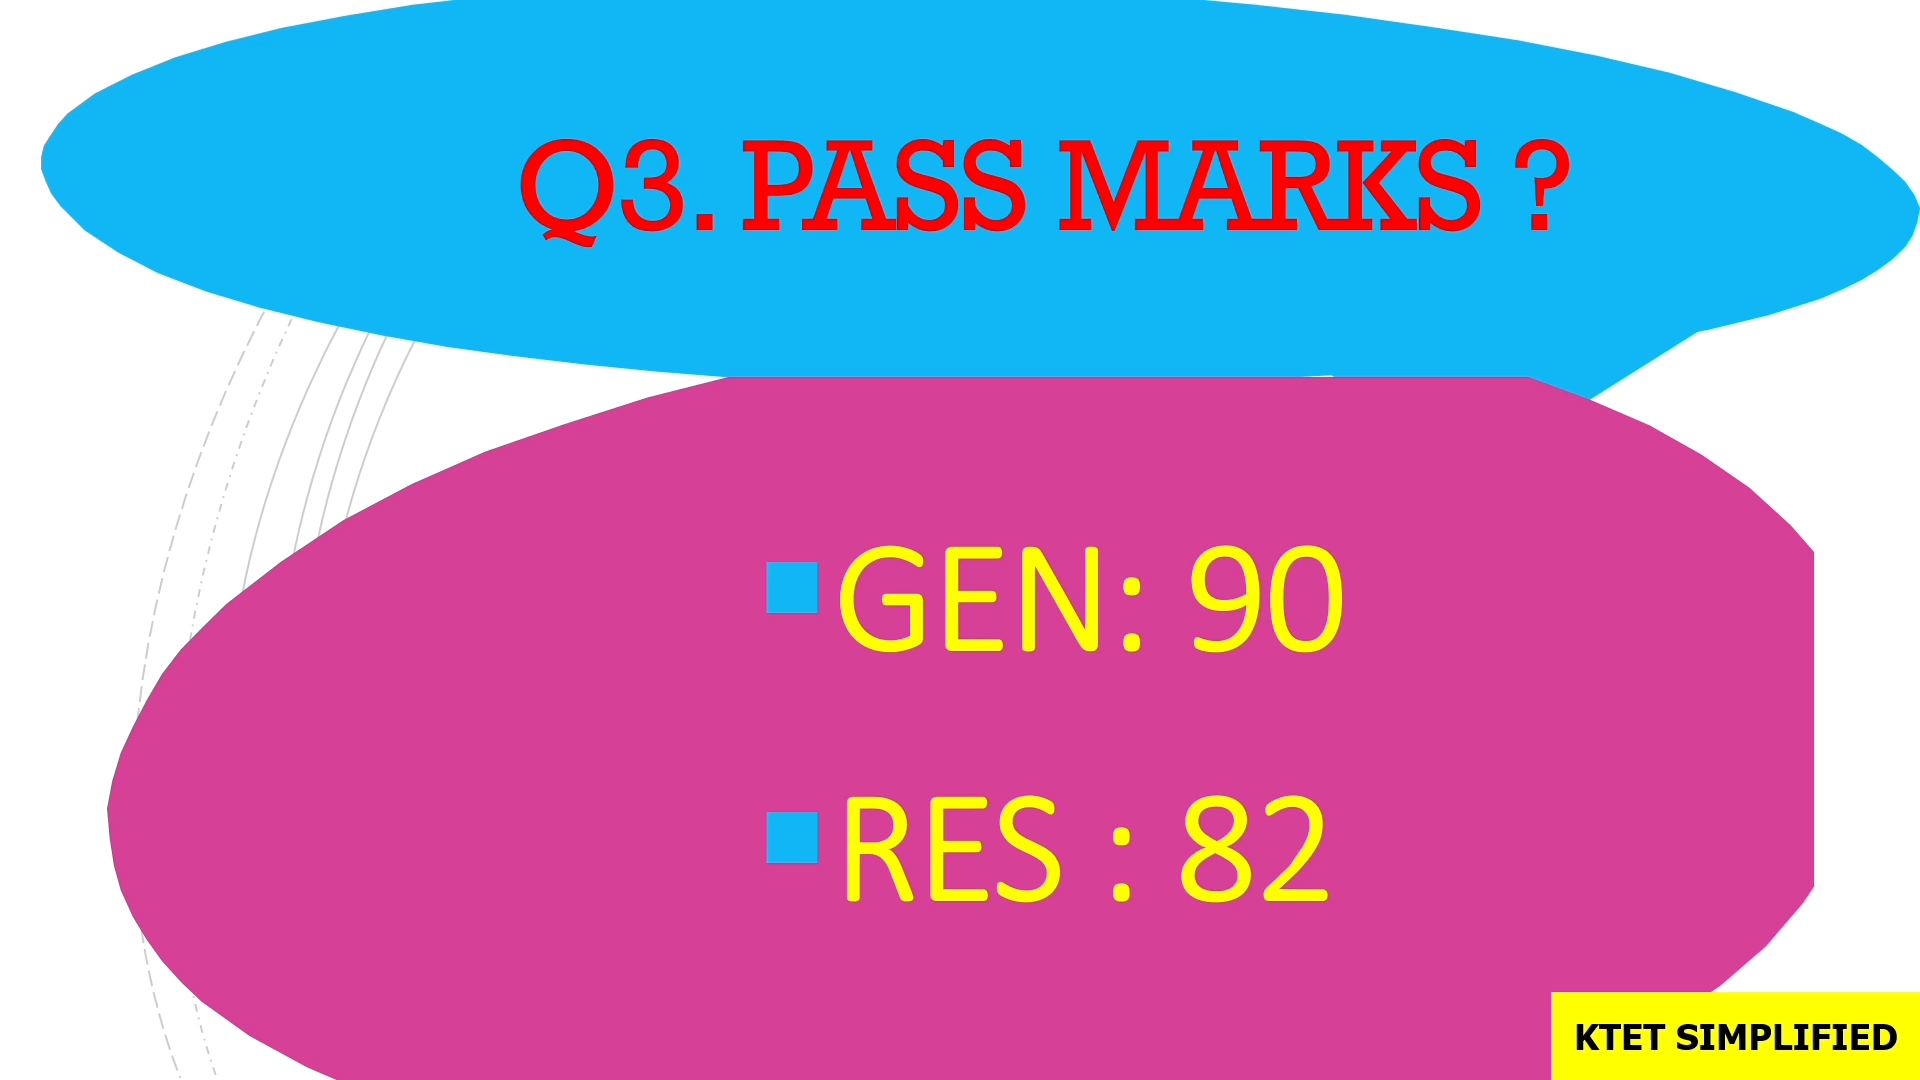 Q3. PASS MARKS ?
GEN: 90
RES : 82
KTET SIMPLIFIED